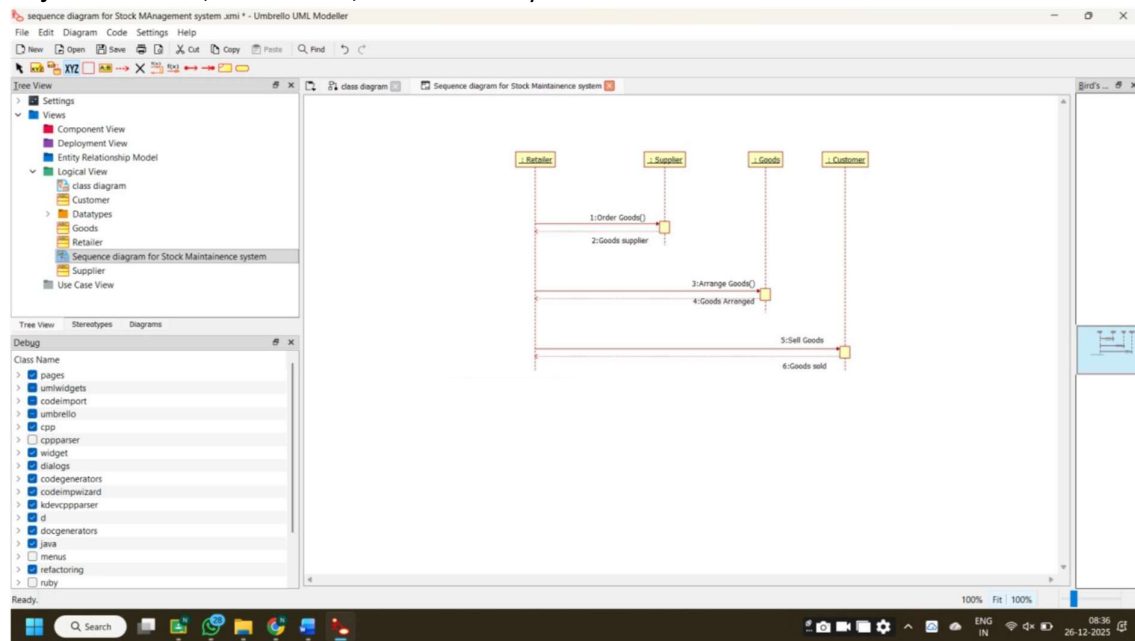 sequence diagram for Stock MAnagement system .xmi * - Umbrello UML Modeller
File Edit Diagram Code Settings Help
New Open Save Cut Copy Paste Find
XYZ
Tree View
class diagram Sequence diagram for Stock Maintainence system
Bird's ...
Settings
Views
Component View
Deployment View
Entity Relationship Model
Logical View
class diagram
Customer
Datatypes
Goods
Retailer
Sequence diagram for Stock Maintainence system
Supplier
Use Case View
Tree View Stereotypes Diagrams
: Retailer : Supplier : Goods : Customer
1:Order Goods()
2:Goods supplier
3:Arrange Goods()
4:Goods Arranged
5:Sell Goods
6:Goods sold
Debug
Class Name
pages
umlwidgets
codeimport
umbrello
cpp
cppparser
widget
dialogs
codegenerators
codeimpwizard
kdevcppparser
d
docgenerators
java
menus
refactoring
ruby
Ready.
100% Fit 100%
Search
28
ENG
IN
08:36
26-12-2025